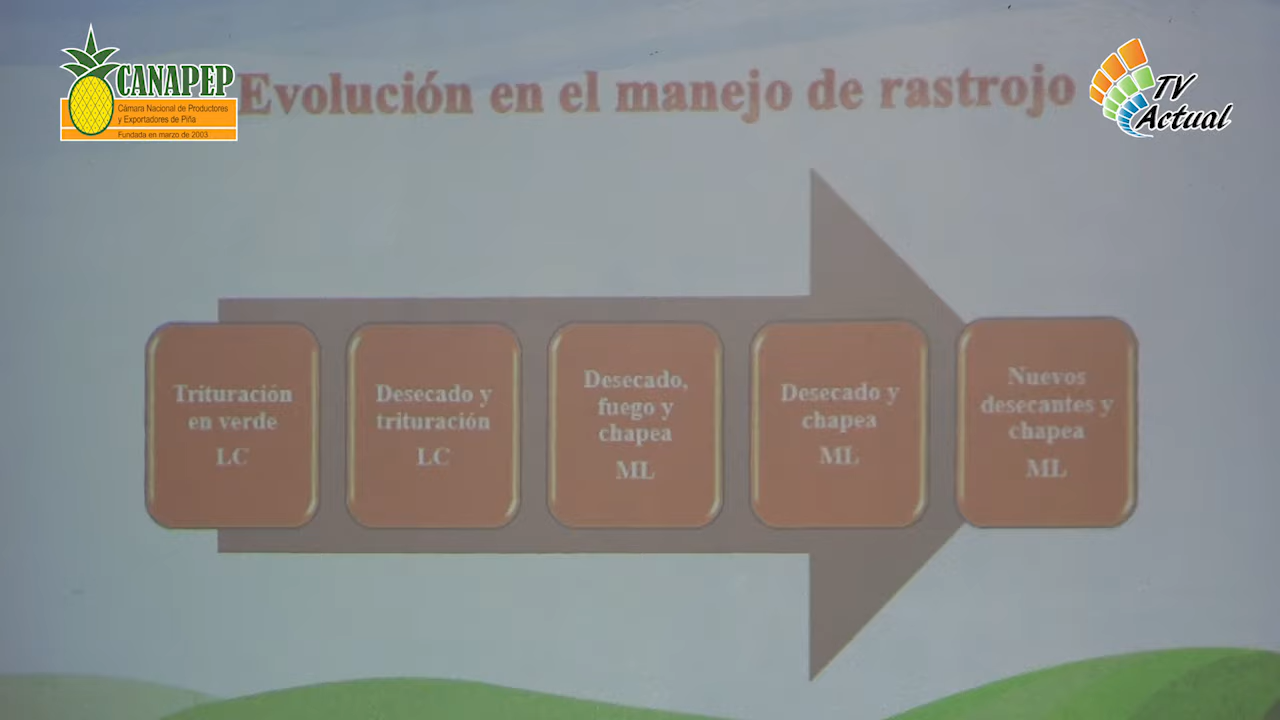 CANAPEP
Cámara Nacional de Productores
y Exportadores de Piña
Fundada en marzo de 2003
Evolución en el manejo de rastrojo
TV
Actual
Trituración
en verde
LC
Desecado y
trituración
LC
Desecado,
fuego y
chapea
ML
Desecado y
chapea
ML
Nuevos
desecantes y
chapea
ML